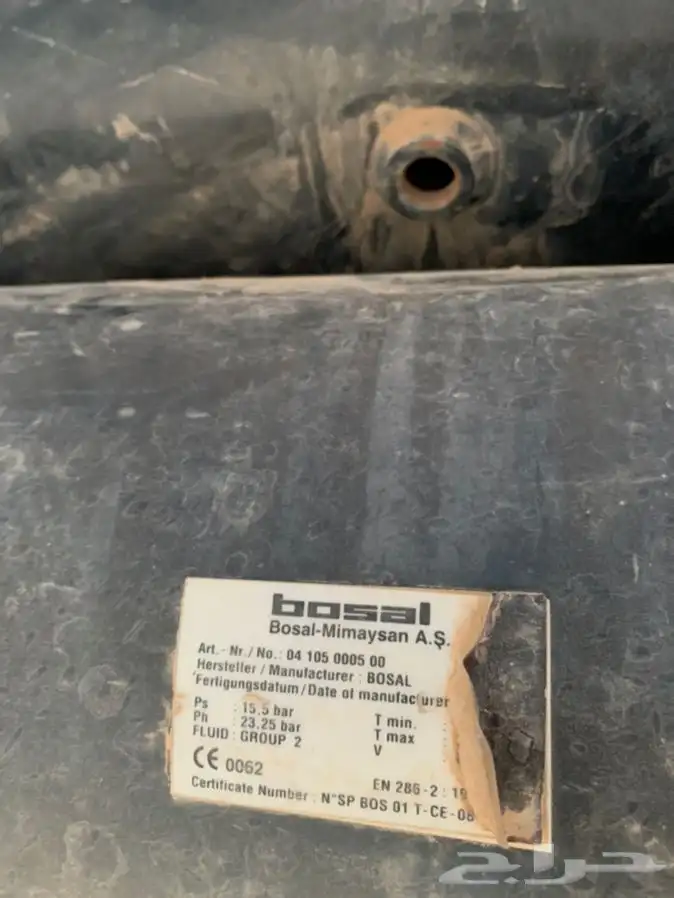 bosal
Bosal-Mimaysan A.Ş.
Art.-Nr./No.: 04 105 0005 00
Hersteller / Manufacturer : BOSAL
Fertigungsdatum / Date of manufacturer
Ps : 15.5 bar T min.
Ph : 23.25 bar T max
FLUID : GROUP 2 V
CE 0062 EN 286-2 : 19
Certificate Number : N°SP BOS 01 T-CE-08
حراج